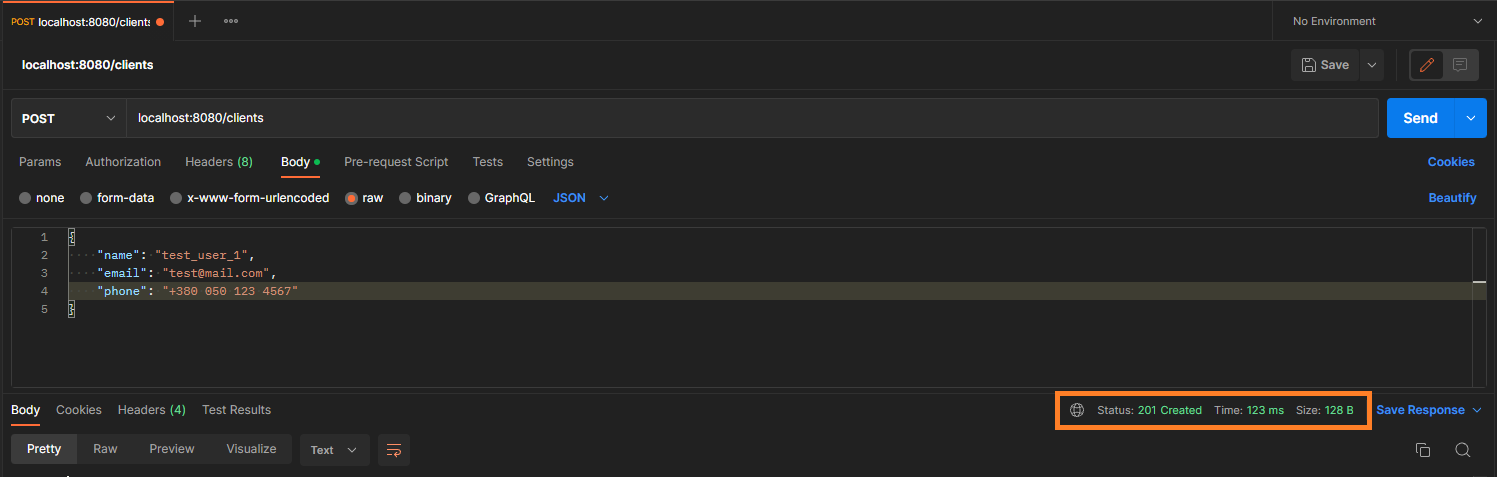 POST localhost:8080/clients
No Environment
localhost:8080/clients
Save
POST localhost:8080/clients Send
Params Authorization Headers (8) Body Pre-request Script Tests Settings Cookies
none form-data x-www-form-urlencoded raw binary GraphQL JSON Beautify
1 {
2 "name": "test_user_1",
3 "email": "test@mail.com",
4 "phone": "+380 050 123 4567"
5 }
Body Cookies Headers (4) Test Results Status: 201 Created Time: 123 ms Size: 128 B Save Response
Pretty Raw Preview Visualize Text